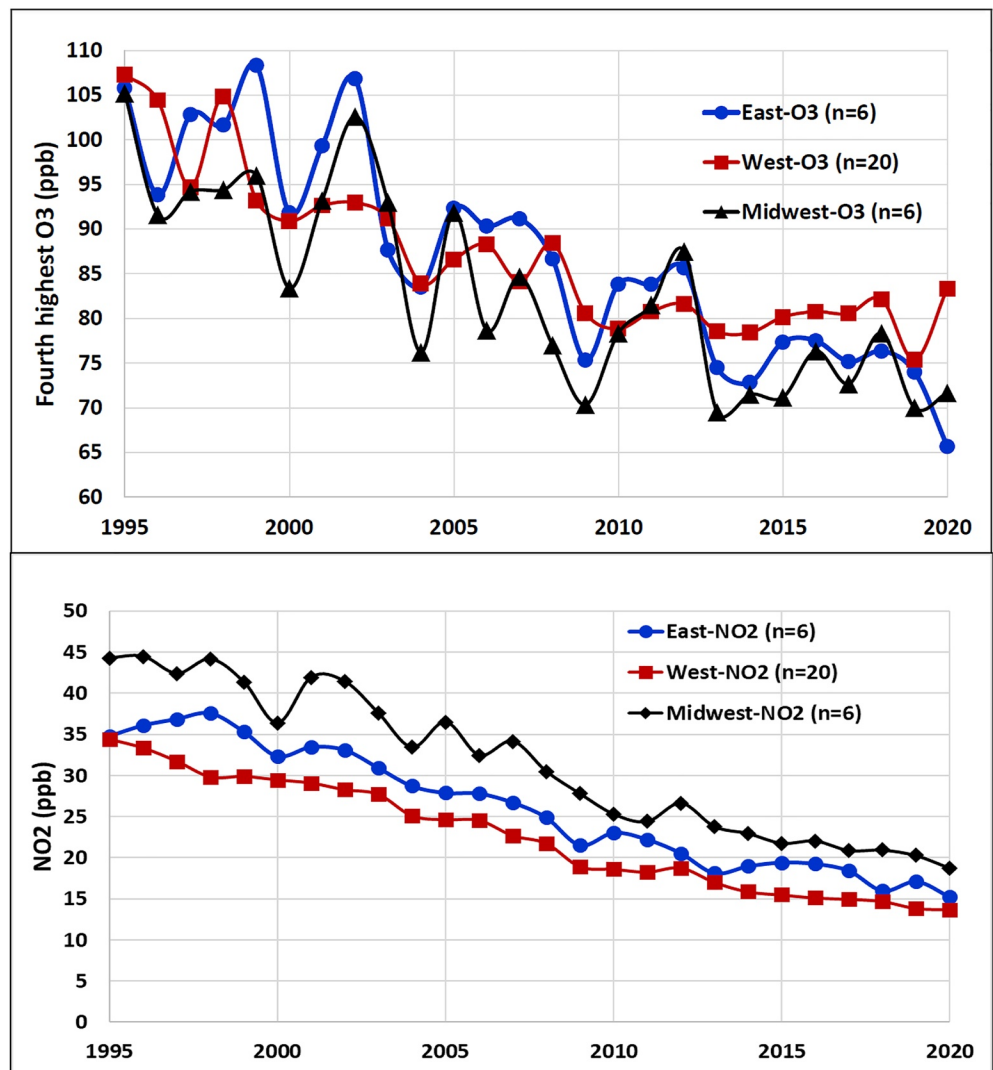 Fourth highest O3 (ppb)
110
105
100
95
90
85
80
75
70
65
60
East-O3 (n=6)
West-O3 (n=20)
Midwest-O3 (n=6)
1995 2000 2005 2010 2015 2020
NO2 (ppb)
50
45
40
35
30
25
20
15
10
5
0
East-NO2 (n=6)
West-NO2 (n=20)
Midwest-NO2 (n=6)
1995 2000 2005 2010 2015 2020